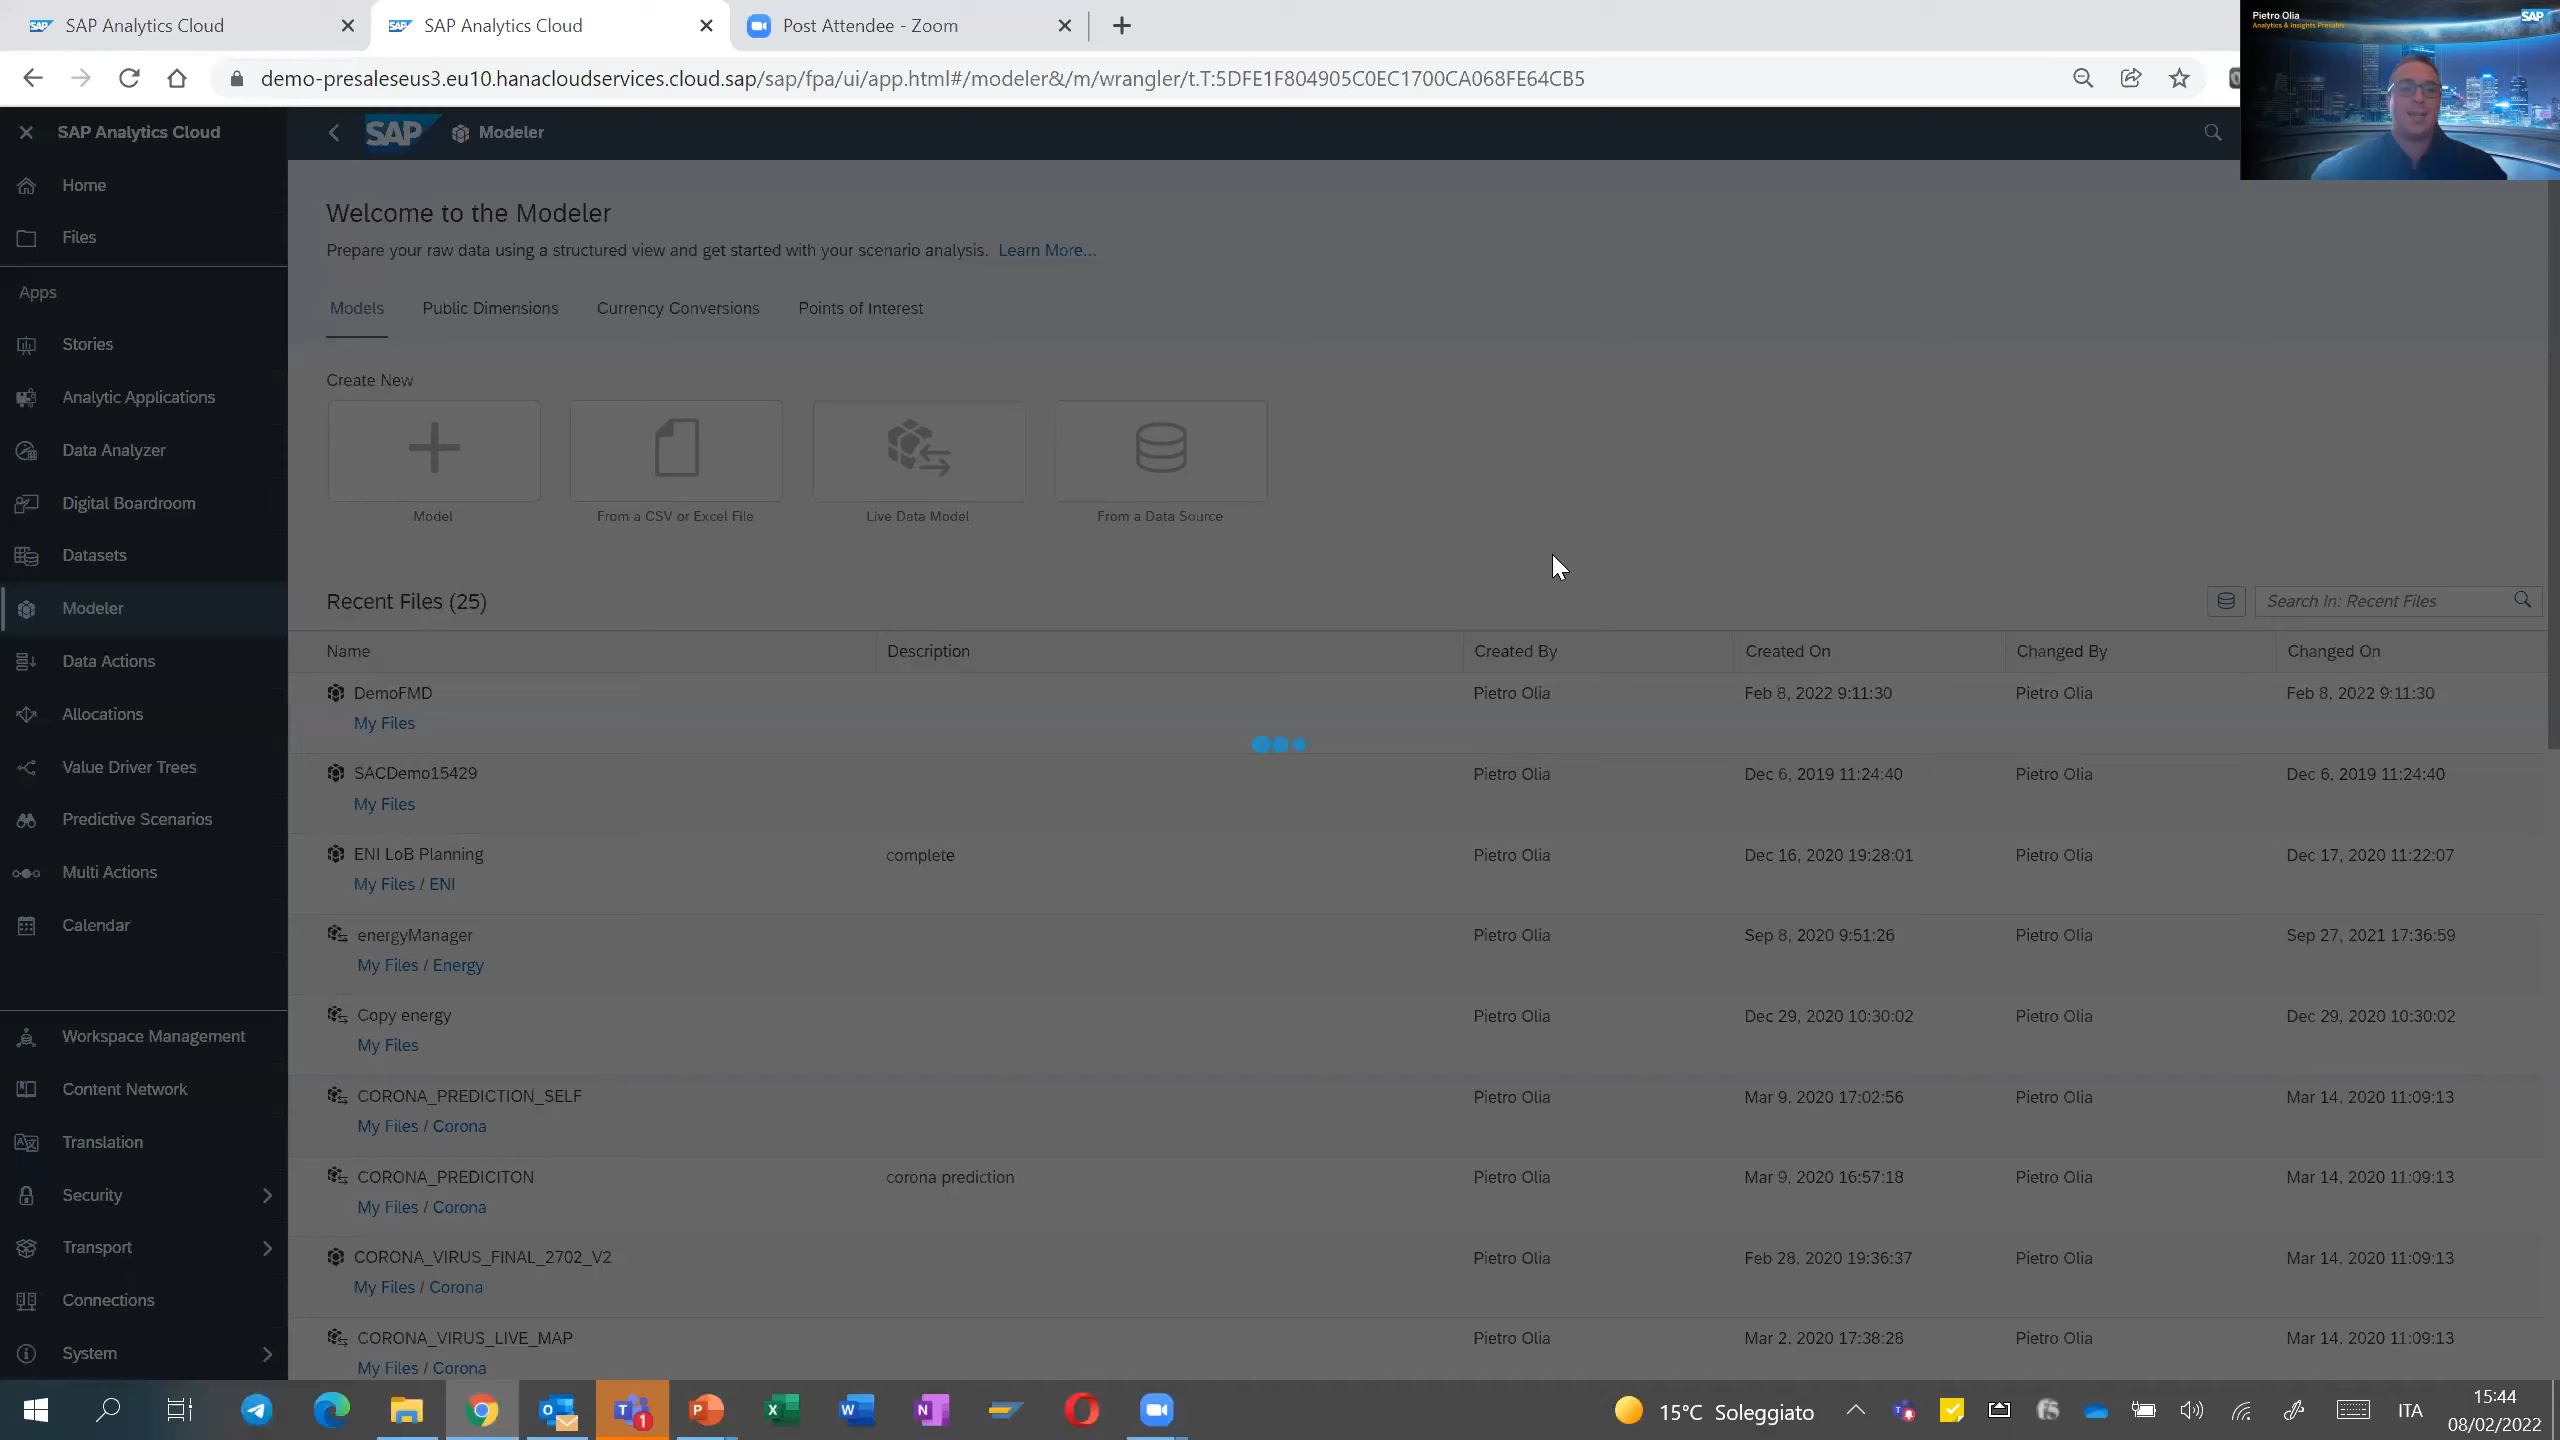 SAP Analytics Cloud
SAP Analytics Cloud
Post Attendee - Zoom
demo-presaleseus3.eu10.hanacloudservices.cloud.sap/sap/fpa/ui/app.html#/modeler&/m/wrangler/t.T:5DFE1F804905C0EC1700CA068FE64CB5
Pietro Olia
Analytics & Insights Presales
SAP
SAP Analytics Cloud
SAP Modeler
Home
Files
Apps
Stories
Analytic Applications
Data Analyzer
Digital Boardroom
Datasets
Modeler
Data Actions
Allocations
Value Driver Trees
Predictive Scenarios
Multi Actions
Calendar
Workspace Management
Content Network
Translation
Security
Transport
Connections
System
Welcome to the Modeler
Prepare your raw data using a structured view and get started with your scenario analysis. Learn More...
Models Public Dimensions Currency Conversions Points of Interest
Create New
Model From a CSV or Excel File Live Data Model From a Data Source
Recent Files (25) Search In: Recent Files
Name Description Created By Created On Changed By Changed On
DemoFMD Pietro Olia Feb 8, 2022 9:11:30 Pietro Olia Feb 8, 2022 9:11:30
My Files
SACDemo15429 Pietro Olia Dec 6, 2019 11:24:40 Pietro Olia Dec 6, 2019 11:24:40
My Files
ENI LoB Planning complete Pietro Olia Dec 16, 2020 19:28:01 Pietro Olia Dec 17, 2020 11:22:07
My Files / ENI
energyManager Pietro Olia Sep 8, 2020 9:51:26 Pietro Olia Sep 27, 2021 17:36:59
My Files / Energy
Copy energy Pietro Olia Dec 29, 2020 10:30:02 Pietro Olia Dec 29, 2020 10:30:02
My Files
CORONA_PREDICTION_SELF Pietro Olia Mar 9, 2020 17:02:56 Pietro Olia Mar 14, 2020 11:09:13
My Files / Corona
CORONA_PREDICITON corona prediction Pietro Olia Mar 9, 2020 16:57:18 Pietro Olia Mar 14, 2020 11:09:13
My Files / Corona
CORONA_VIRUS_FINAL_2702_V2 Pietro Olia Feb 28, 2020 19:36:37 Pietro Olia Mar 14, 2020 11:09:13
My Files / Corona
CORONA_VIRUS_LIVE_MAP Pietro Olia Mar 2, 2020 17:38:28 Pietro Olia Mar 14, 2020 11:09:13
My Files / Corona
15°C Soleggiato ITA
15:44
08/02/2022